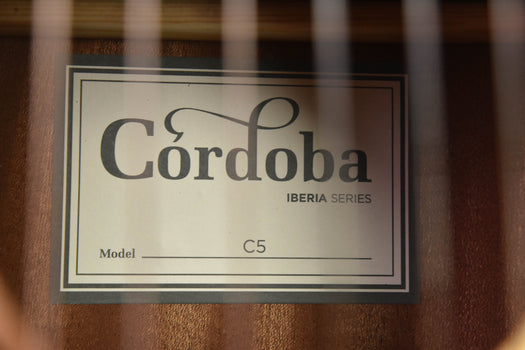 Córdoba
IBERIA SERIES
Model C5